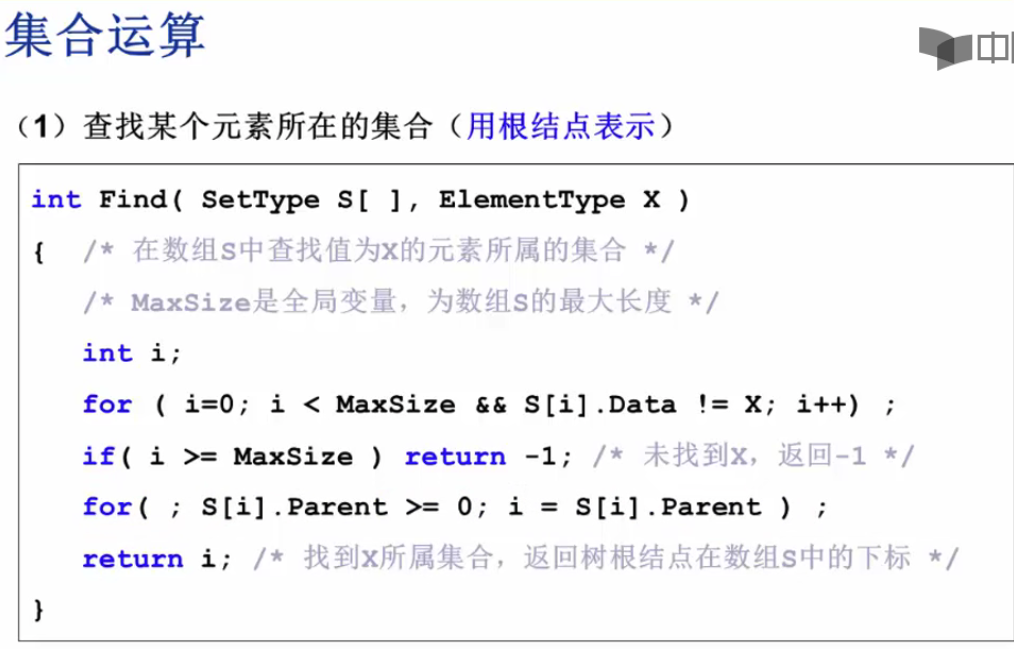 集合运算
中
（1）查找某个元素所在的集合（用根结点表示）
int Find( SetType S[ ], ElementType X )
{ /* 在数组S中查找值为X的元素所属的集合 */
/* MaxSize是全局变量，为数组S的最大长度 */
int i;
for ( i=0; i < MaxSize && S[i].Data != X; i++) ;
if( i >= MaxSize ) return -1; /* 未找到X，返回-1 */
for( ; S[i].Parent >= 0; i = S[i].Parent ) ;
return i; /* 找到X所属集合，返回树根结点在数组S中的下标 */
}